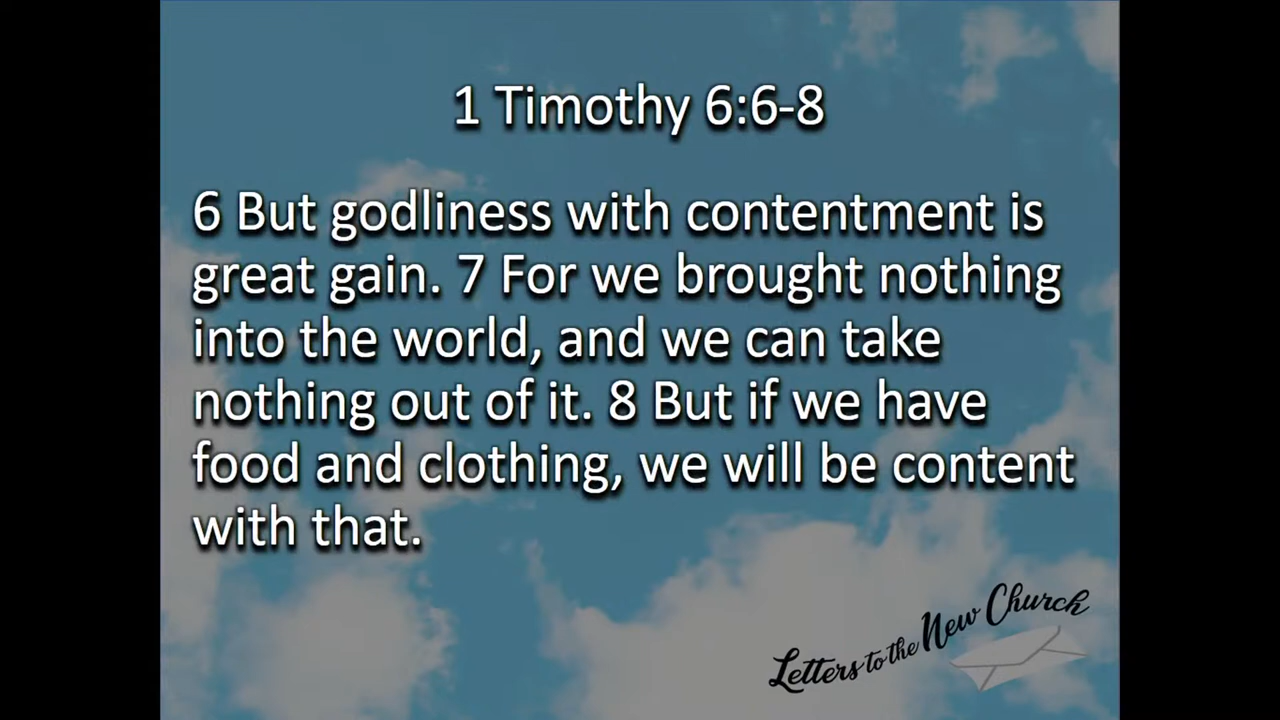 1 Timothy 6:6-8
6 But godliness with contentment is
great gain. 7 For we brought nothing
into the world, and we can take
nothing out of it. 8 But if we have
food and clothing, we will be content
with that.
Letters to the New Church